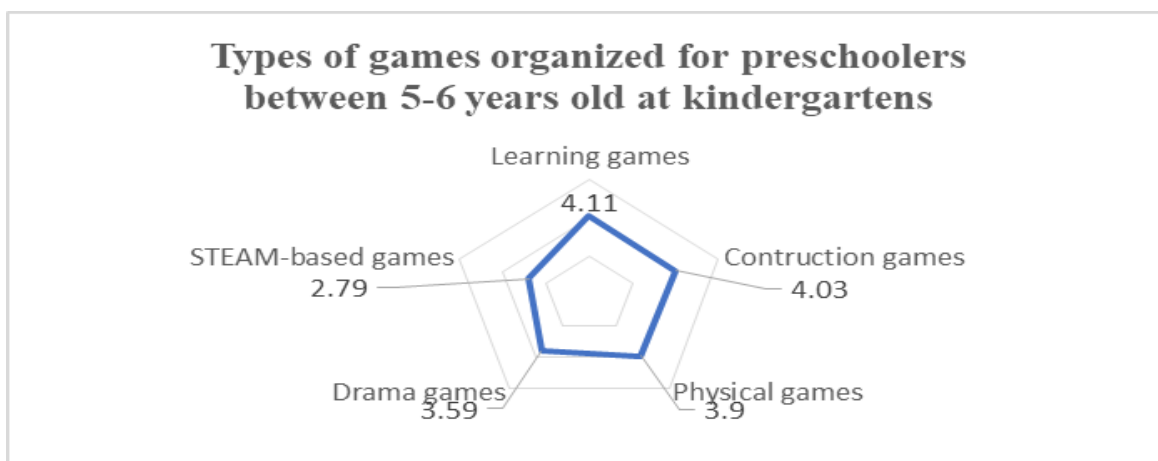 Types of games organized for preschoolers
between 5-6 years old at kindergartens
Learning games
4.11
STEAM-based games
2.79
Contruction games
4.03
Drama games
3.59
Physical games
3.9